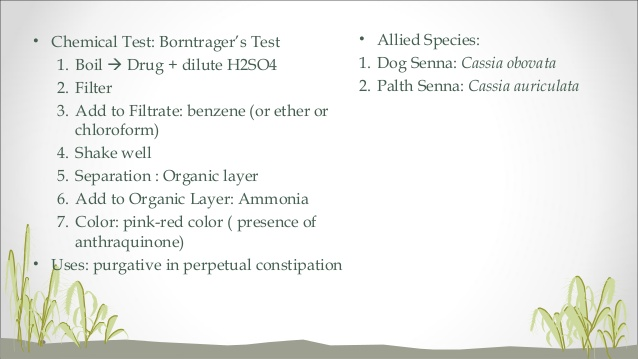 • Chemical Test: Borntrager's Test
1. Boil → Drug + dilute H2SO4
2. Filter
3. Add to Filtrate: benzene (or ether or
chloroform)
4. Shake well
5. Separation : Organic layer
6. Add to Organic Layer: Ammonia
7. Color: pink-red color ( presence of
anthraquinone)
• Uses: purgative in perpetual constipation
• Allied Species:
1. Dog Senna: Cassia obovata
2. Palth Senna: Cassia auriculata